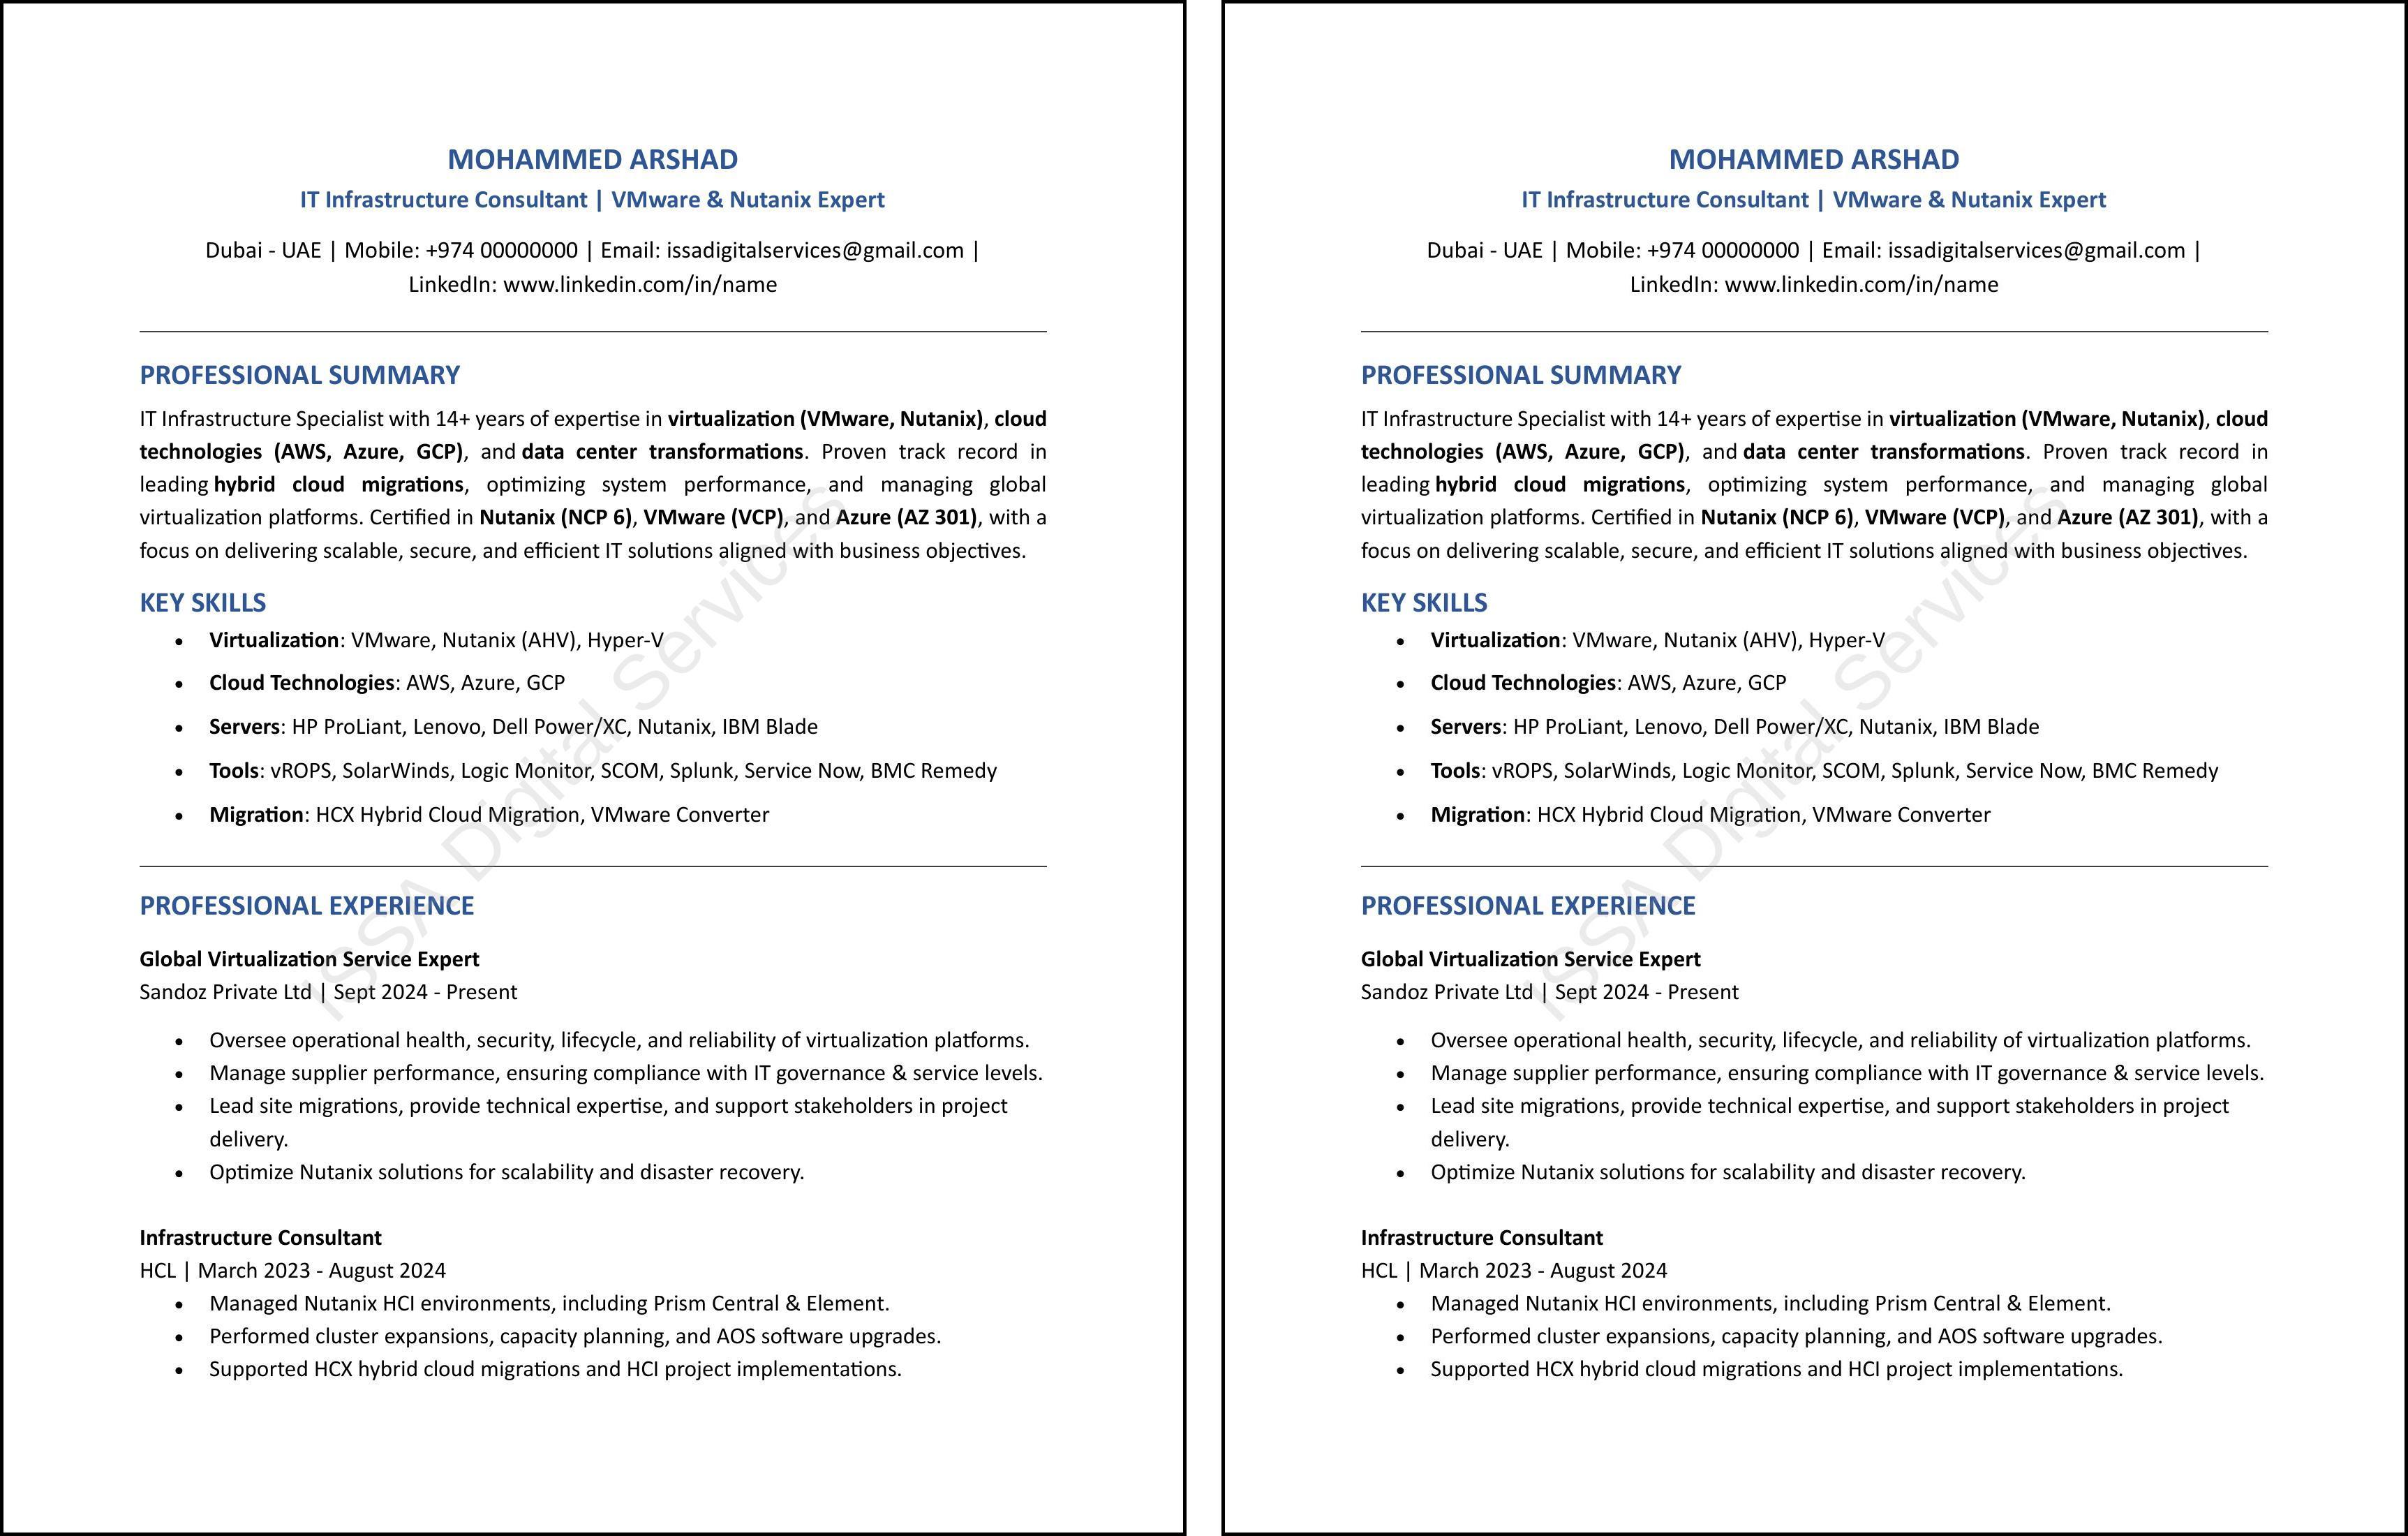 MOHAMMED ARSHAD
IT Infrastructure Consultant | VMware & Nutanix Expert
Dubai - UAE | Mobile: +974 00000000 | Email: issadigitalservices@gmail.com |
LinkedIn: www.linkedin.com/in/name
PROFESSIONAL SUMMARY
IT Infrastructure Specialist with 14+ years of expertise in virtualization (VMware, Nutanix), cloud
technologies (AWS, Azure, GCP), and data center transformations. Proven track record in
leading hybrid cloud migrations, optimizing system performance, and managing global
virtualization platforms. Certified in Nutanix (NCP 6), VMware (VCP), and Azure (AZ 301), with a
focus on delivering scalable, secure, and efficient IT solutions aligned with business objectives.
KEY SKILLS
• Virtualization: VMware, Nutanix (AHV), Hyper-V
• Cloud Technologies: AWS, Azure, GCP
• Servers: HP ProLiant, Lenovo, Dell Power/XC, Nutanix, IBM Blade
• Tools: vROPS, SolarWinds, Logic Monitor, SCOM, Splunk, Service Now, BMC Remedy
• Migration: HCX Hybrid Cloud Migration, VMware Converter
PROFESSIONAL EXPERIENCE
Global Virtualization Service Expert
Sandoz Private Ltd | Sept 2024 - Present
• Oversee operational health, security, lifecycle, and reliability of virtualization platforms.
• Manage supplier performance, ensuring compliance with IT governance & service levels.
• Lead site migrations, provide technical expertise, and support stakeholders in project
delivery.
• Optimize Nutanix solutions for scalability and disaster recovery.
Infrastructure Consultant
HCL | March 2023 - August 2024
• Managed Nutanix HCI environments, including Prism Central & Element.
• Performed cluster expansions, capacity planning, and AOS software upgrades.
• Supported HCX hybrid cloud migrations and HCI project implementations.
ISSA Digital Services
MOHAMMED ARSHAD
IT Infrastructure Consultant | VMware & Nutanix Expert
Dubai - UAE | Mobile: +974 00000000 | Email: issadigitalservices@gmail.com |
LinkedIn: www.linkedin.com/in/name
PROFESSIONAL SUMMARY
IT Infrastructure Specialist with 14+ years of expertise in virtualization (VMware, Nutanix), cloud
technologies (AWS, Azure, GCP), and data center transformations. Proven track record in
leading hybrid cloud migrations, optimizing system performance, and managing global
virtualization platforms. Certified in Nutanix (NCP 6), VMware (VCP), and Azure (AZ 301), with a
focus on delivering scalable, secure, and efficient IT solutions aligned with business objectives.
KEY SKILLS
• Virtualization: VMware, Nutanix (AHV), Hyper-V
• Cloud Technologies: AWS, Azure, GCP
• Servers: HP ProLiant, Lenovo, Dell Power/XC, Nutanix, IBM Blade
• Tools: vROPS, SolarWinds, Logic Monitor, SCOM, Splunk, Service Now, BMC Remedy
• Migration: HCX Hybrid Cloud Migration, VMware Converter
PROFESSIONAL EXPERIENCE
Global Virtualization Service Expert
Sandoz Private Ltd | Sept 2024 - Present
• Oversee operational health, security, lifecycle, and reliability of virtualization platforms.
• Manage supplier performance, ensuring compliance with IT governance & service levels.
• Lead site migrations, provide technical expertise, and support stakeholders in project
delivery.
• Optimize Nutanix solutions for scalability and disaster recovery.
Infrastructure Consultant
HCL | March 2023 - August 2024
• Managed Nutanix HCI environments, including Prism Central & Element.
• Performed cluster expansions, capacity planning, and AOS software upgrades.
• Supported HCX hybrid cloud migrations and HCI project implementations.
ISSA Digital Services